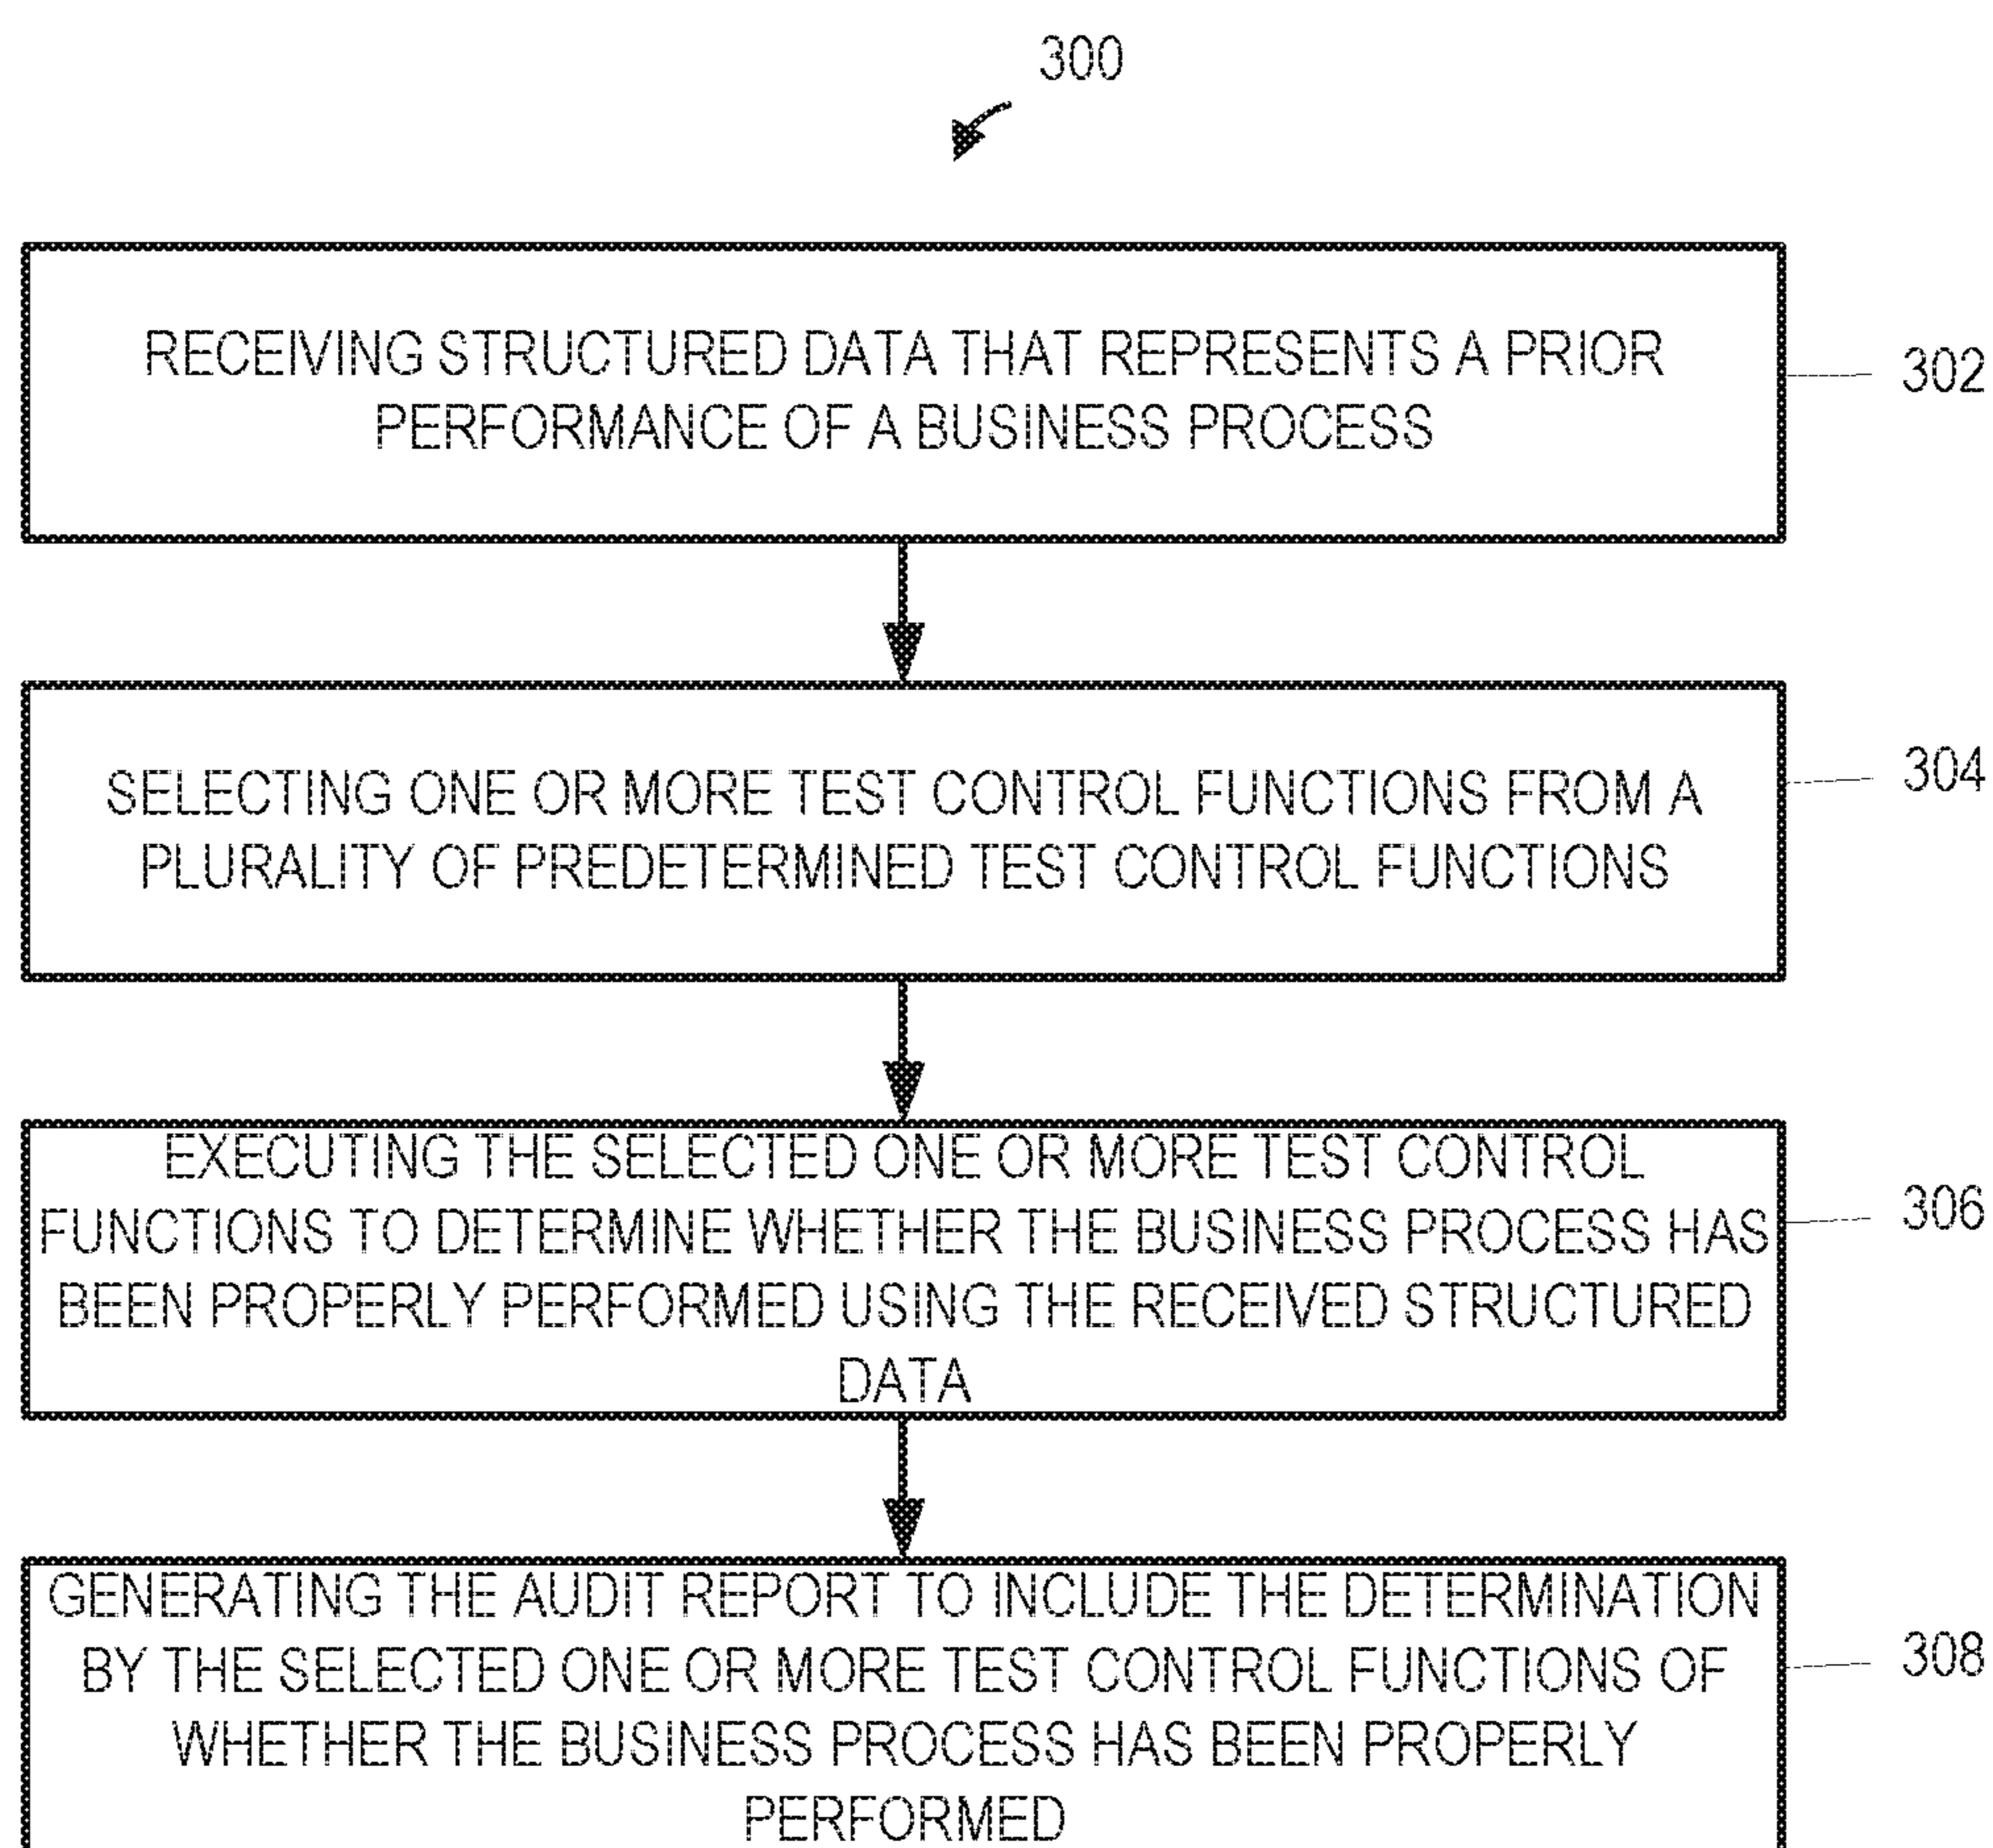 300
RECEIVING STRUCTURED DATA THAT REPRESENTS A PRIOR
PERFORMANCE OF A BUSINESS PROCESS
302
SELECTING ONE OR MORE TEST CONTROL FUNCTIONS FROM A
PLURALITY OF PREDETERMINED TEST CONTROL FUNCTIONS
304
EXECUTING THE SELECTED ONE OR MORE TEST CONTROL
FUNCTIONS TO DETERMINE WHETHER THE BUSINESS PROCESS HAS
BEEN PROPERLY PERFORMED USING THE RECEIVED STRUCTURED
DATA
306
GENERATING THE AUDIT REPORT TO INCLUDE THE DETERMINATION
BY THE SELECTED ONE OR MORE TEST CONTROL FUNCTIONS OF
WHETHER THE BUSINESS PROCESS HAS BEEN PROPERLY
PERFORMED
308